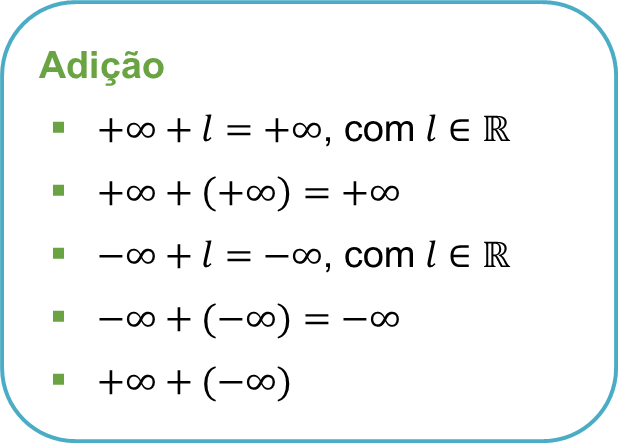 Adição
▪ +∞ + l = +∞, com l ∈ ℝ
▪ +∞ + (+∞) = +∞
▪ −∞ + l = −∞, com l ∈ ℝ
▪ −∞ + (−∞) = −∞
▪ +∞ + (−∞)